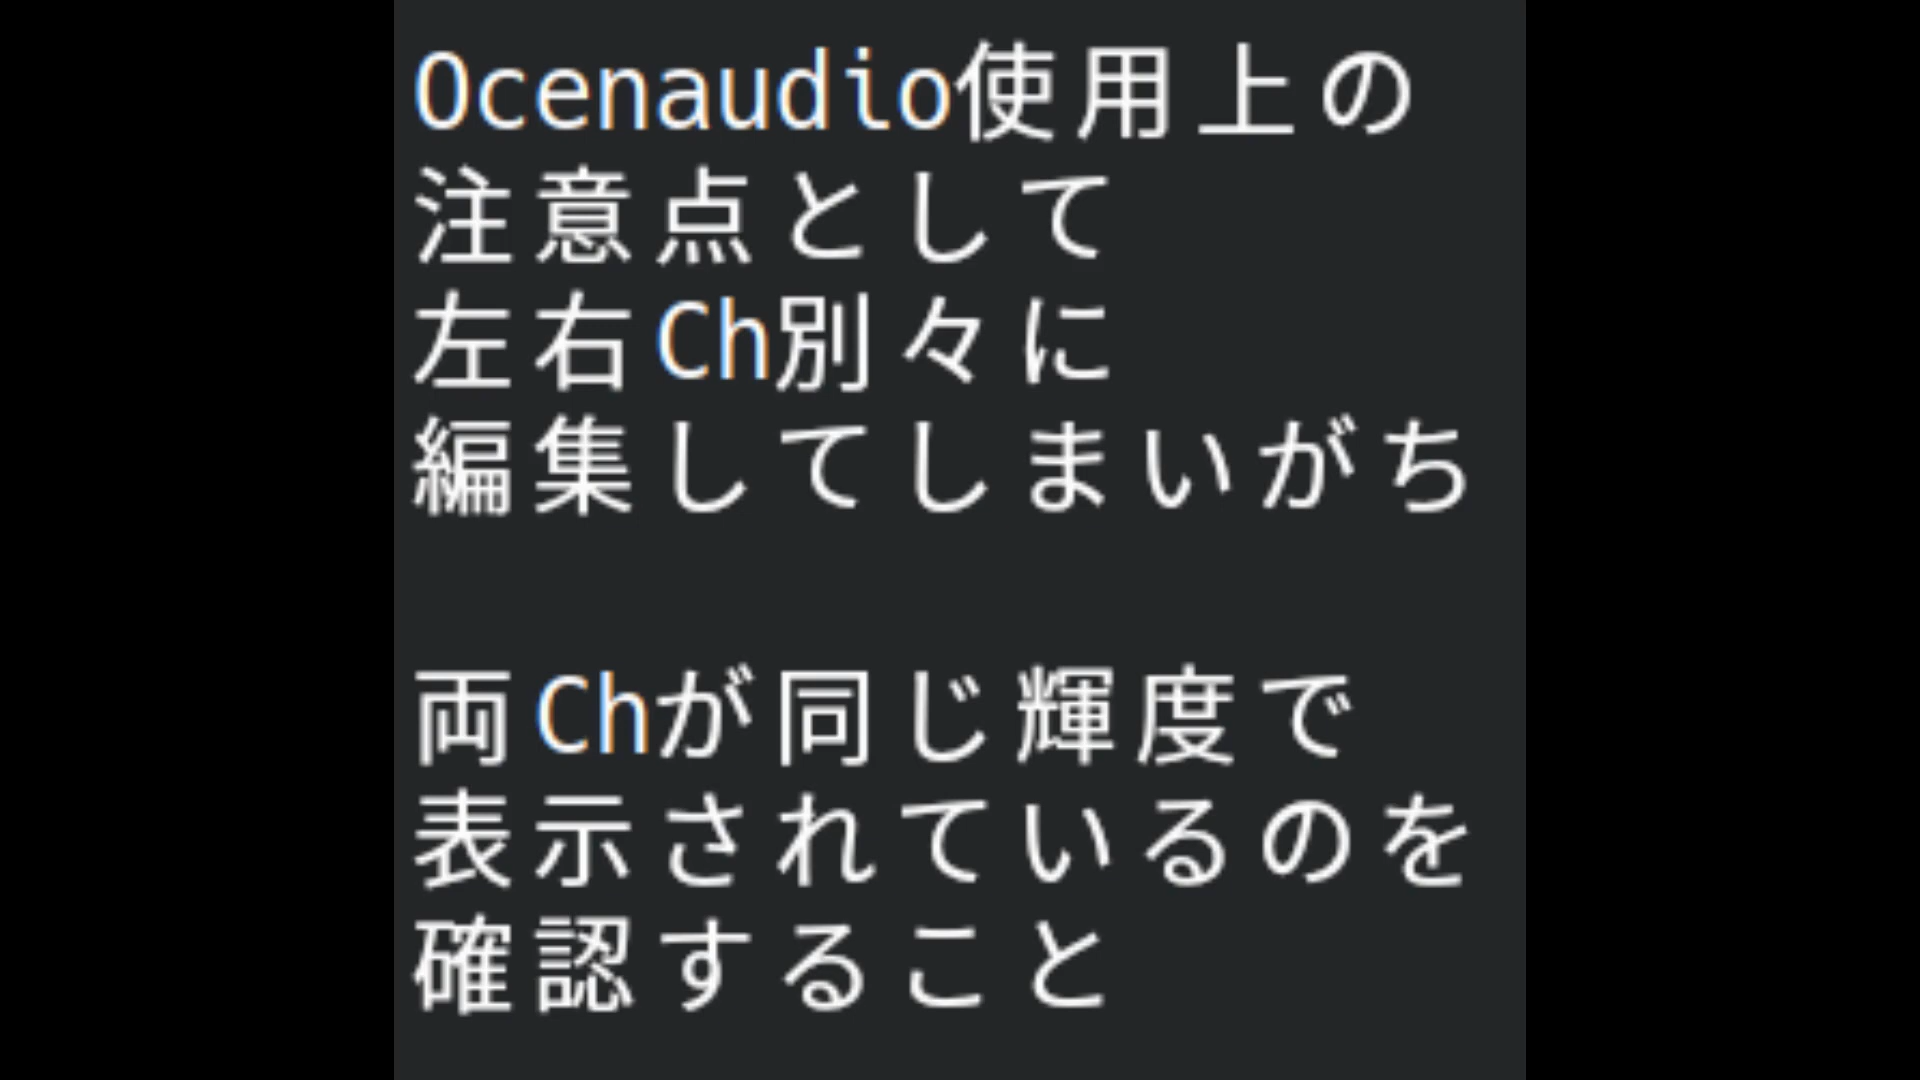 Ocenaudio使用上の
注意点として
左右Ch別々に
編集してしまいがち
両Chが同じ輝度で
表示されているのを
確認すること